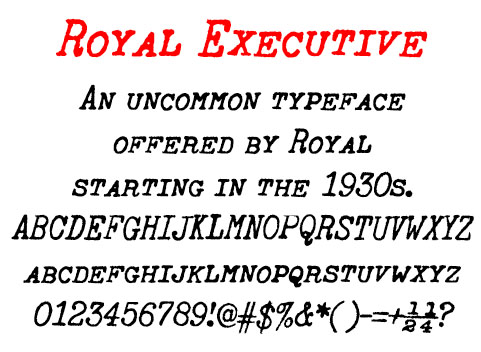 Royal Executive
An uncommon typeface
offered by Royal
starting in the 1930s.
ABCDEFGHIJKLMNOPQRSTUVWXYZ
ABCDEFGHIJKLMNOPQRSTUVWXYZ
0123456789!@#$%&*()-=+½¼?